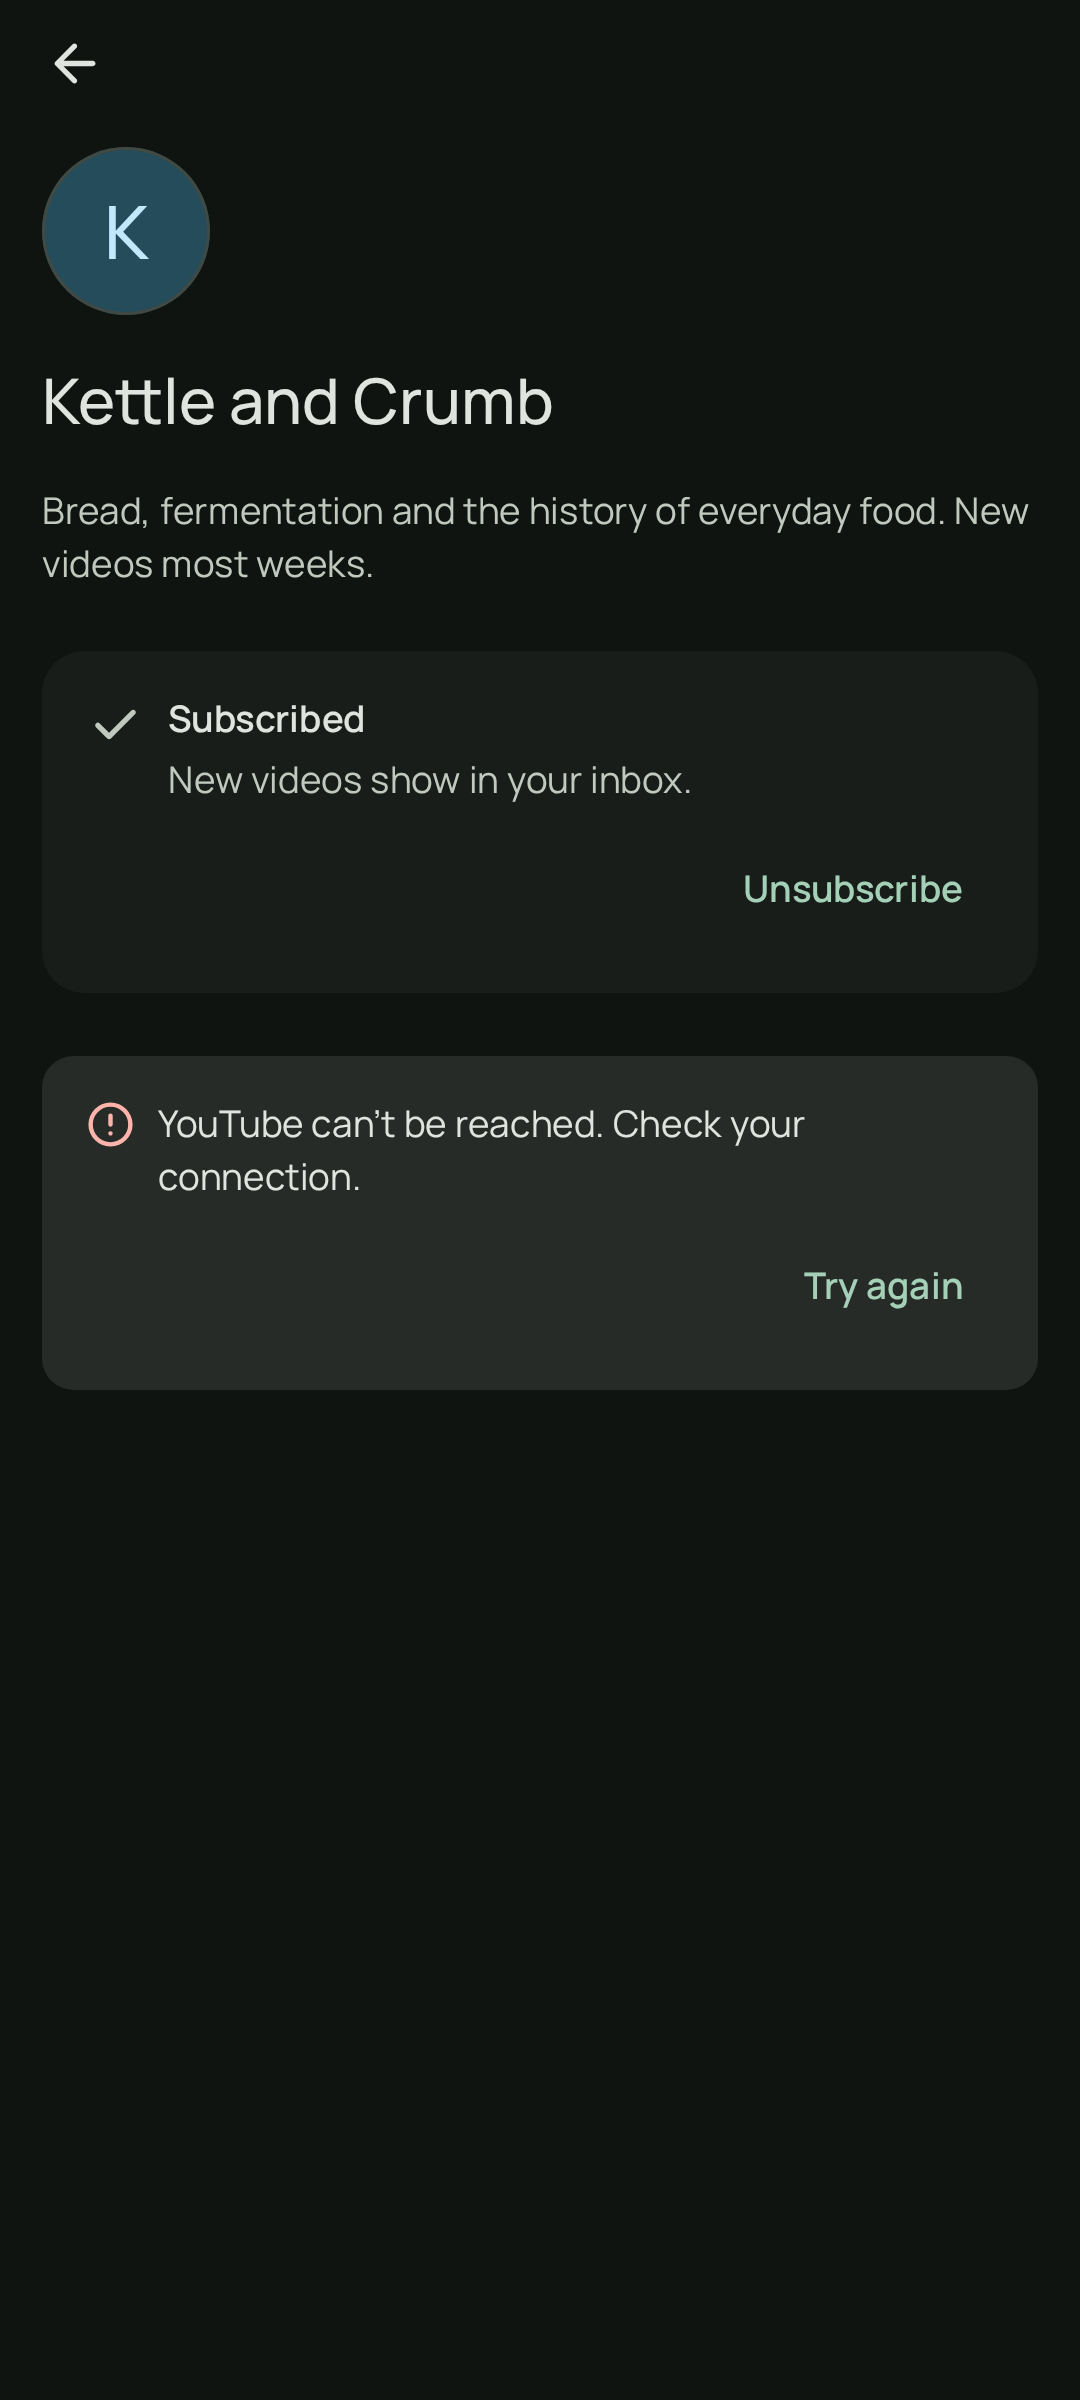 K
Kettle and Crumb
Bread, fermentation and the history of everyday food. New
videos most weeks.
Subscribed
New videos show in your inbox.
Unsubscribe
YouTube can’t be reached. Check your
connection.
Try again